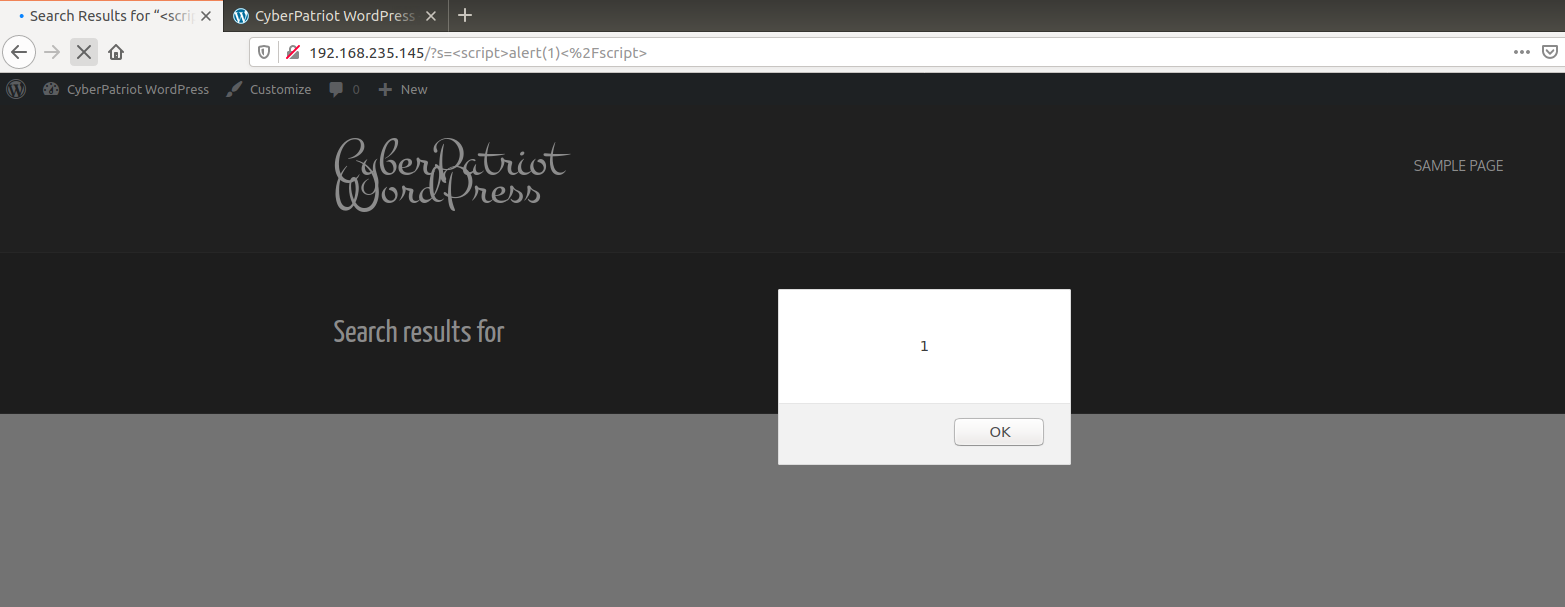 Search Results for “<scri
CyberPatriot WordPress
192.168.235.145/?s=<script>alert(1)<%2Fscript>
CyberPatriot WordPress Customize 0 New
CyberPatriot
WordPress
SAMPLE PAGE
Search results for
1
OK